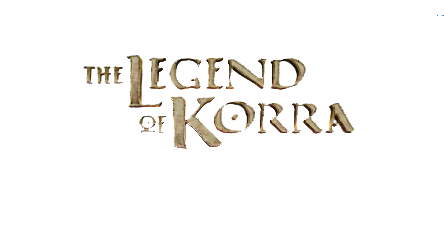 THE LEGEND
OF KORRA